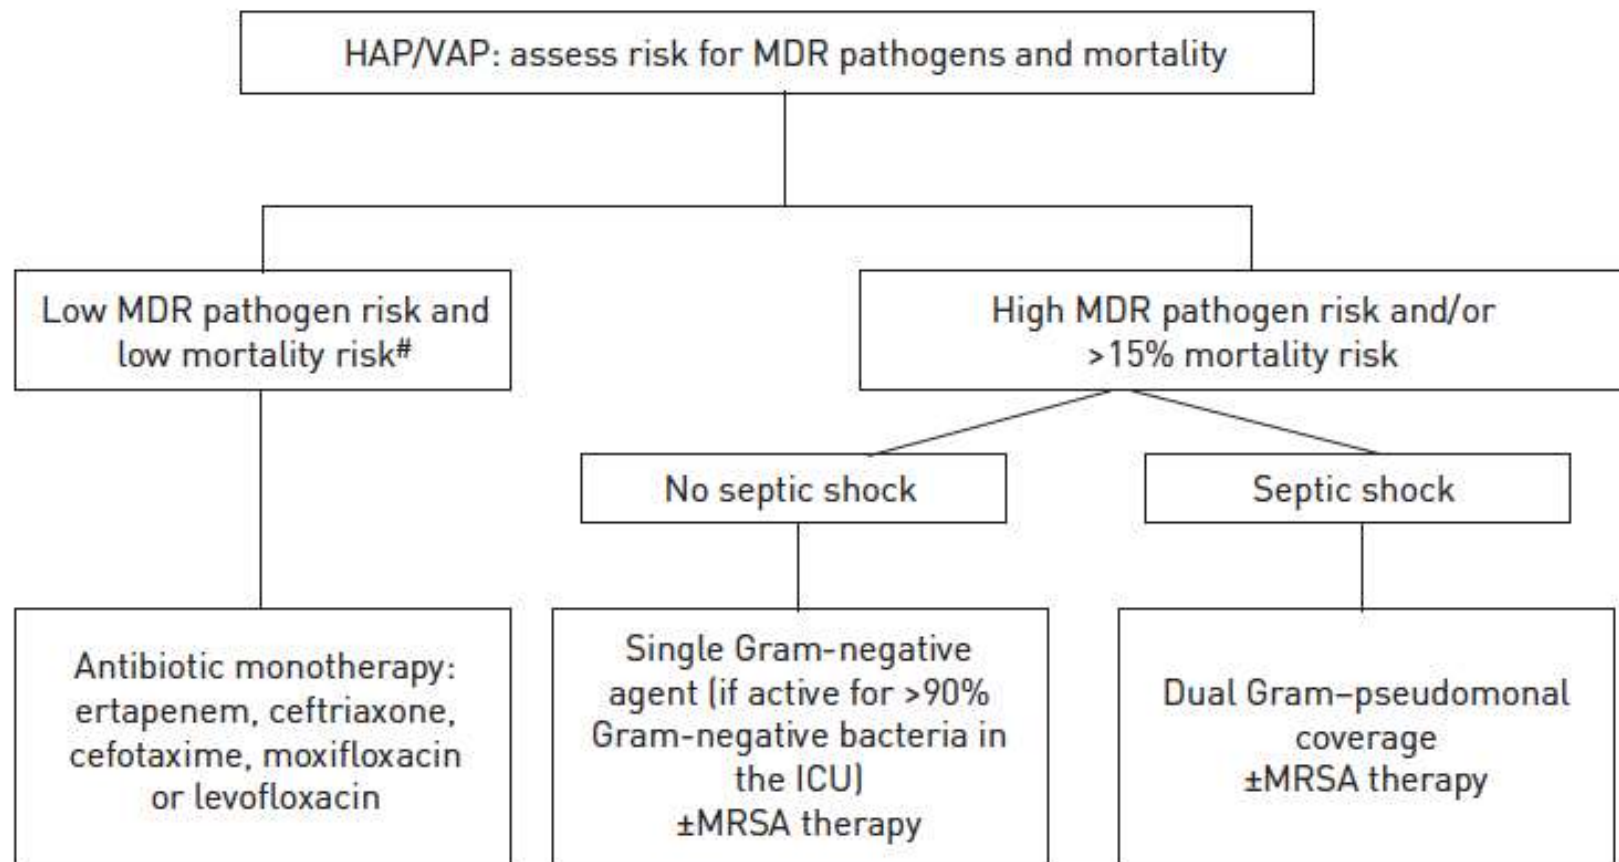 HAP/VAP: assess risk for MDR pathogens and mortality
Low MDR pathogen risk and
low mortality risk#
High MDR pathogen risk and/or
>15% mortality risk
No septic shock
Septic shock
Antibiotic monotherapy:
ertapenem, ceftriaxone,
cefotaxime, moxifloxacin
or levofloxacin
Single Gram-negative
agent (if active for >90%
Gram-negative bacteria in
the ICU)
±MRSA therapy
Dual Gram–pseudomonal
coverage
±MRSA therapy